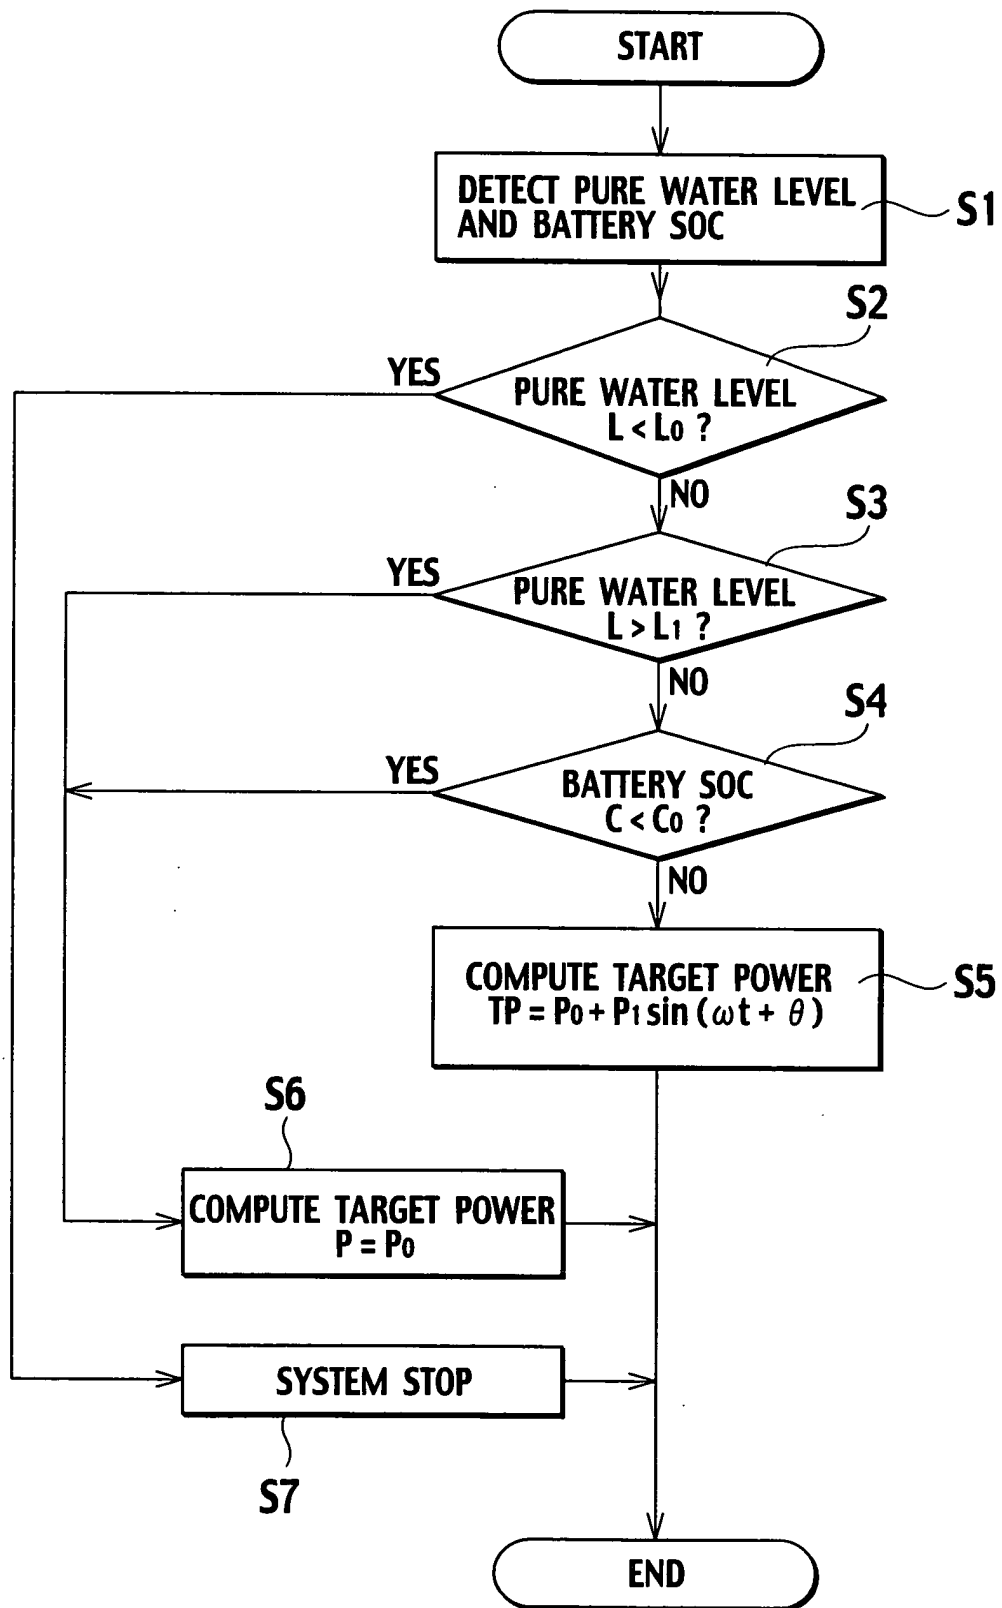 START
DETECT PURE WATER LEVEL
AND BATTERY SOC
S1
S2
YES
PURE WATER LEVEL
L < L₀ ?
NO
S3
YES
PURE WATER LEVEL
L > L₁ ?
NO
S4
YES
BATTERY SOC
C < C₀ ?
NO
COMPUTE TARGET POWER
TP = P₀ + P₁ sin (ωt + θ)
S5
S6
COMPUTE TARGET POWER
P = P₀
SYSTEM STOP
S7
END